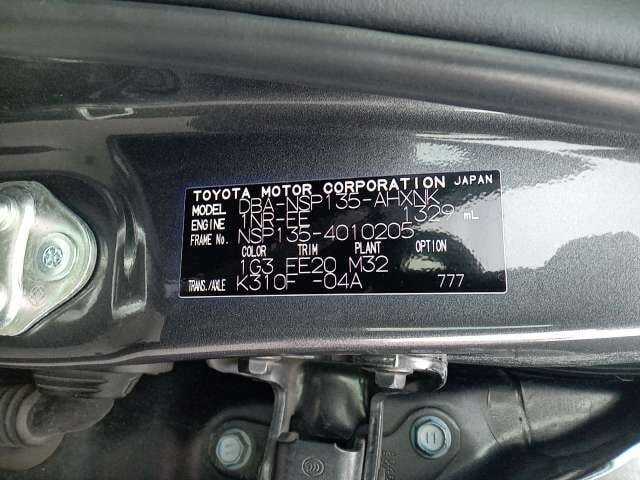 TOYOTA MOTOR CORPORATION JAPAN
MODEL DBA-NSP135-AHXNK
ENGINE 1NR-FE 1329 mL
FRAME No. NSP135-4010205
COLOR TRIM PLANT OPTION
1G3 FE20 M32
TRANS./AXLE K310F -04A 777